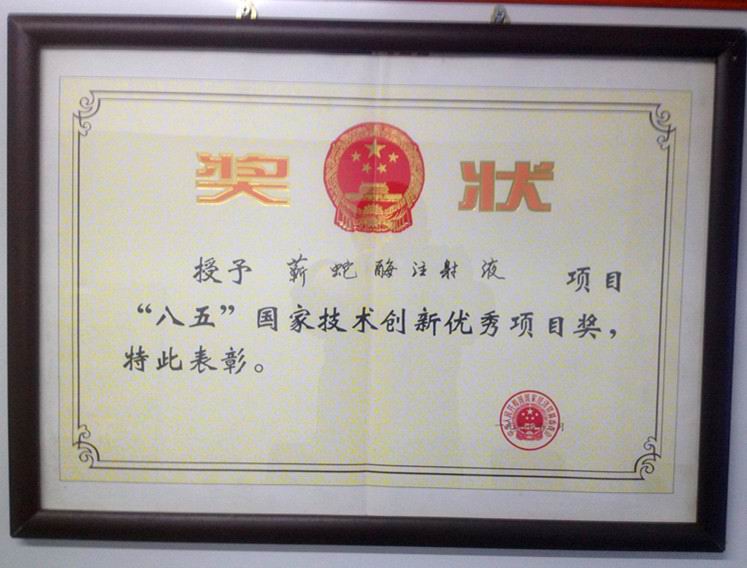 奖 状
授予 蕲蛇酶注射液 项目
“八五”国家技术创新优秀项目奖，
特此表彰。